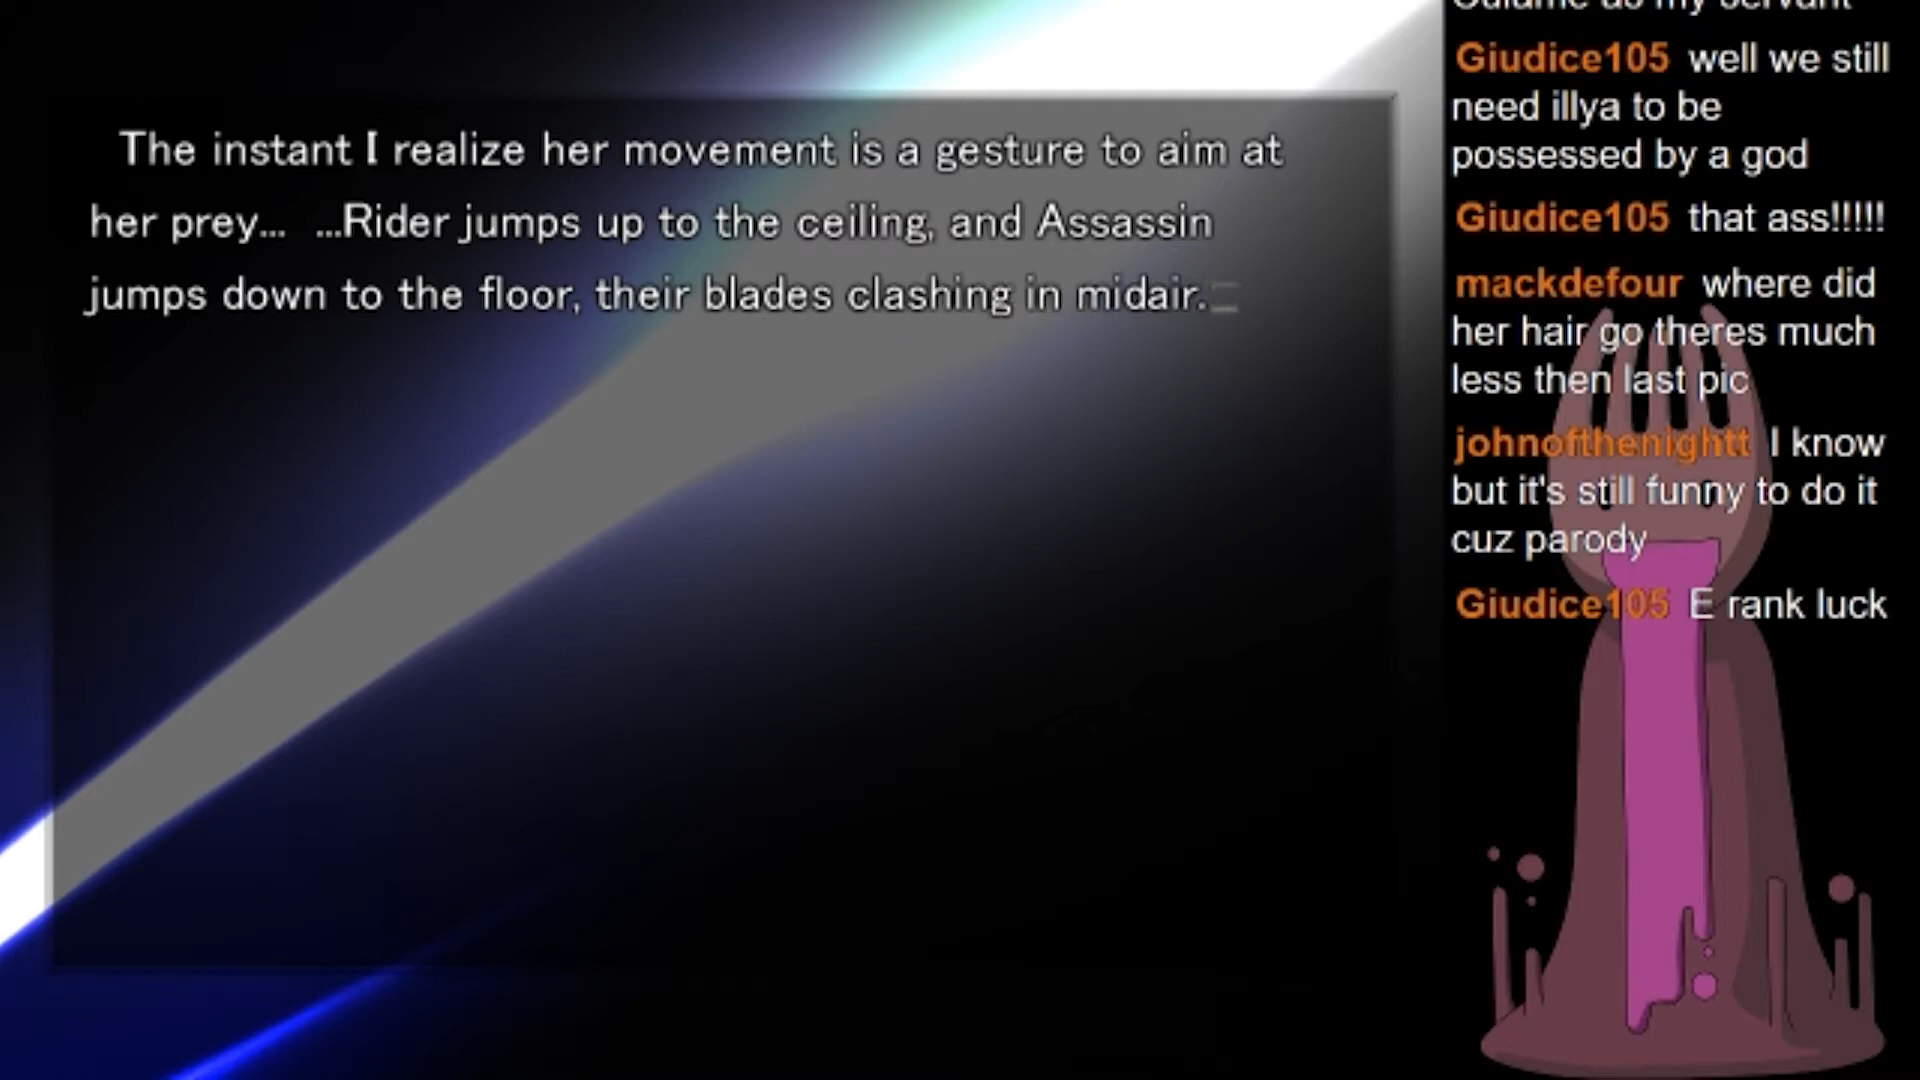 The instant I realize her movement is a gesture to aim at
her prey... ...Rider jumps up to the ceiling, and Assassin
jumps down to the floor, their blades clashing in midair.
as my servant
Giudice105 well we still
need illya to be
possessed by a god
Giudice105 that ass!!!!!
mackdefour where did
her hair go theres much
less then last pic
johnofthenightt I know
but it's still funny to do it
cuz parody
Giudice105 E rank luck